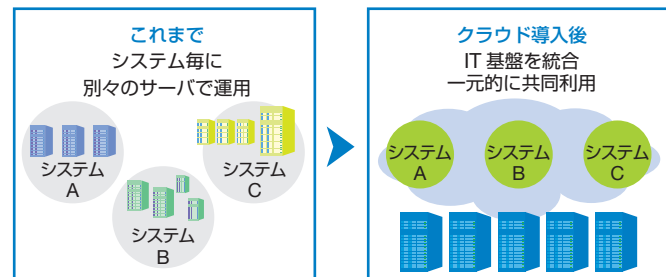 これまで
システム毎に
別々のサーバで運用
システム
A
システム
B
システム
C
クラウド導入後
IT 基盤を統合
一元的に共同利用
システム
A
システム
B
システム
C